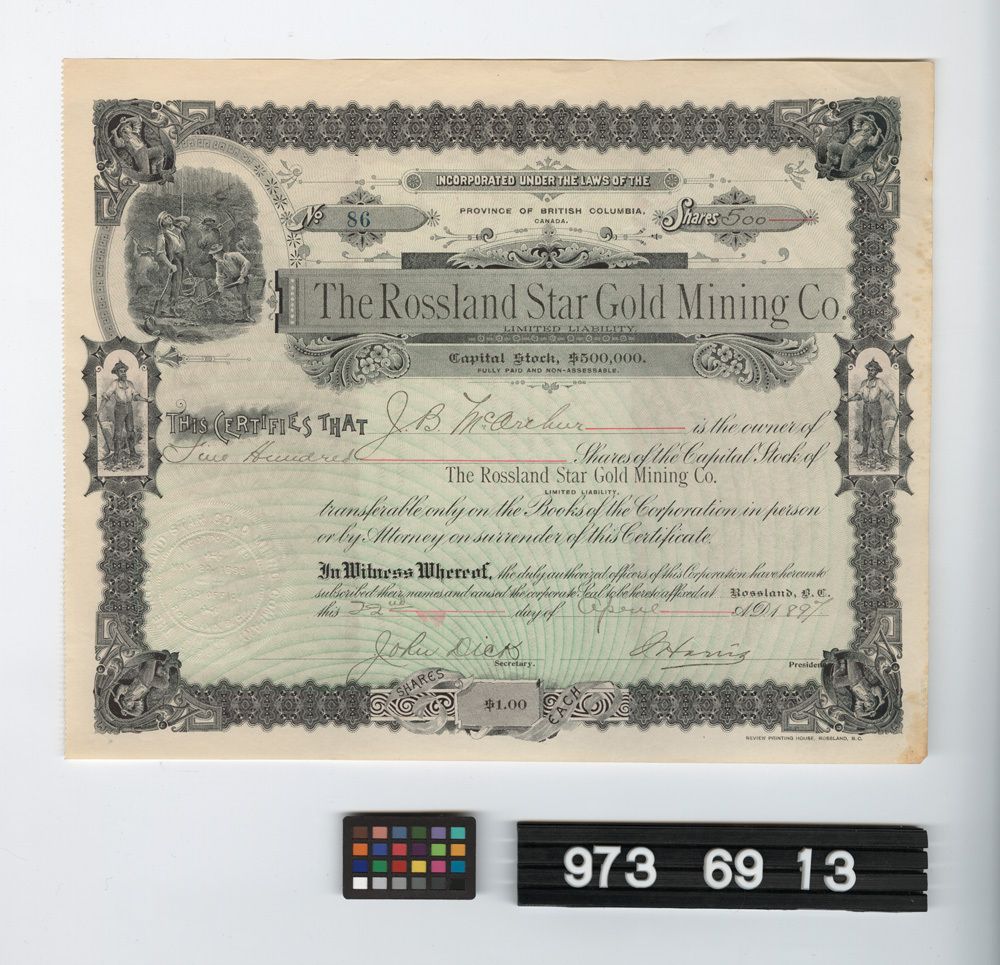 INCORPORATED UNDER THE LAWS OF THE
No 86
PROVINCE OF BRITISH COLUMBIA,
CANADA.
Shares 500
The Rossland Star Gold Mining Co.
LIMITED LIABILITY.
Capital Stock, $500,000.
FULLY PAID AND NON-ASSESSABLE.
THIS CERTIFIES THAT J. B. McArthur is the owner of
Five Hundred Shares of the Capital Stock of
The Rossland Star Gold Mining Co.
LIMITED LIABILITY.
transferable only on the Books of the Corporation in person
or by Attorney on surrender of this Certificate.
In Witness Whereof, the duly authorized officers of this Corporation have hereunto
subscribed their names and caused the corporate Seal to be hereto affixed at Rossland, B. C.
this 22nd day of April A.D. 1897
John Dick Harris
Secretary. President
SHARES $1.00 EACH
REVIEW PRINTING HOUSE, ROSSLAND, B. C.
973 69 13